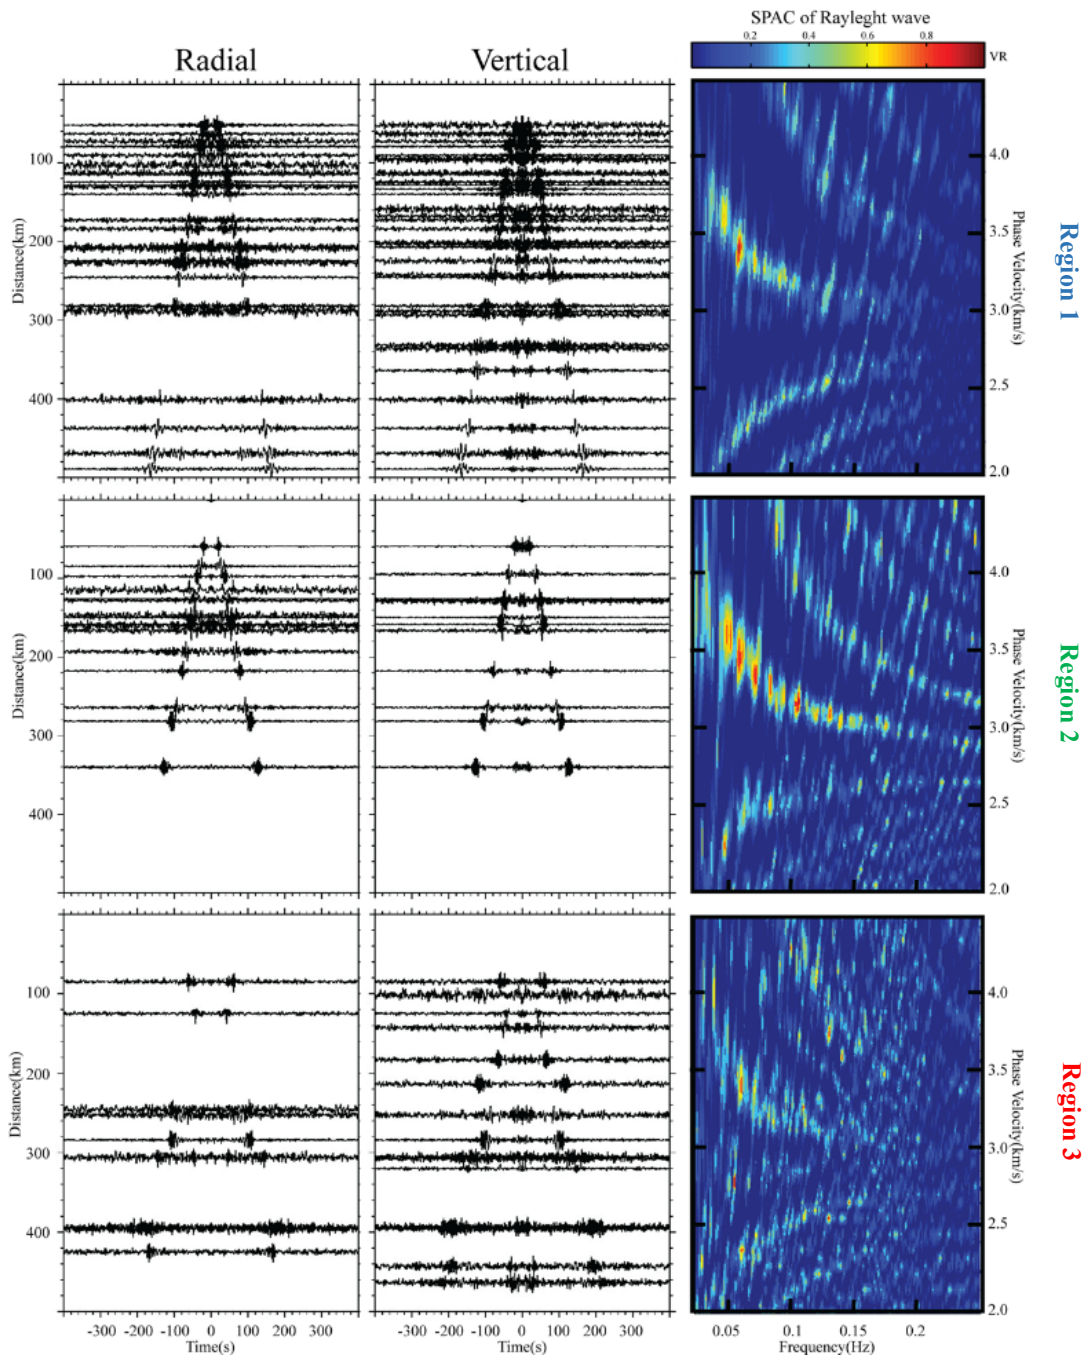 SPAC of Rayleght wave
0.2 0.4 0.6 0.8
VR
Radial
Vertical
100
200
300
400
Distance(km)
4.0
3.5
3.0
2.5
2.0
Phase Velocity(km/s)
Region 1
100
200
300
400
Distance(km)
4.0
3.5
3.0
2.5
2.0
Phase Velocity(km/s)
Region 2
100
200
300
400
Distance(km)
4.0
3.5
3.0
2.5
2.0
Phase Velocity(km/s)
Region 3
-300 -200 -100 0 100 200 300
Time(s)
-300 -200 -100 0 100 200 300
Time(s)
0.05 0.1 0.15 0.2
Frequency(Hz)